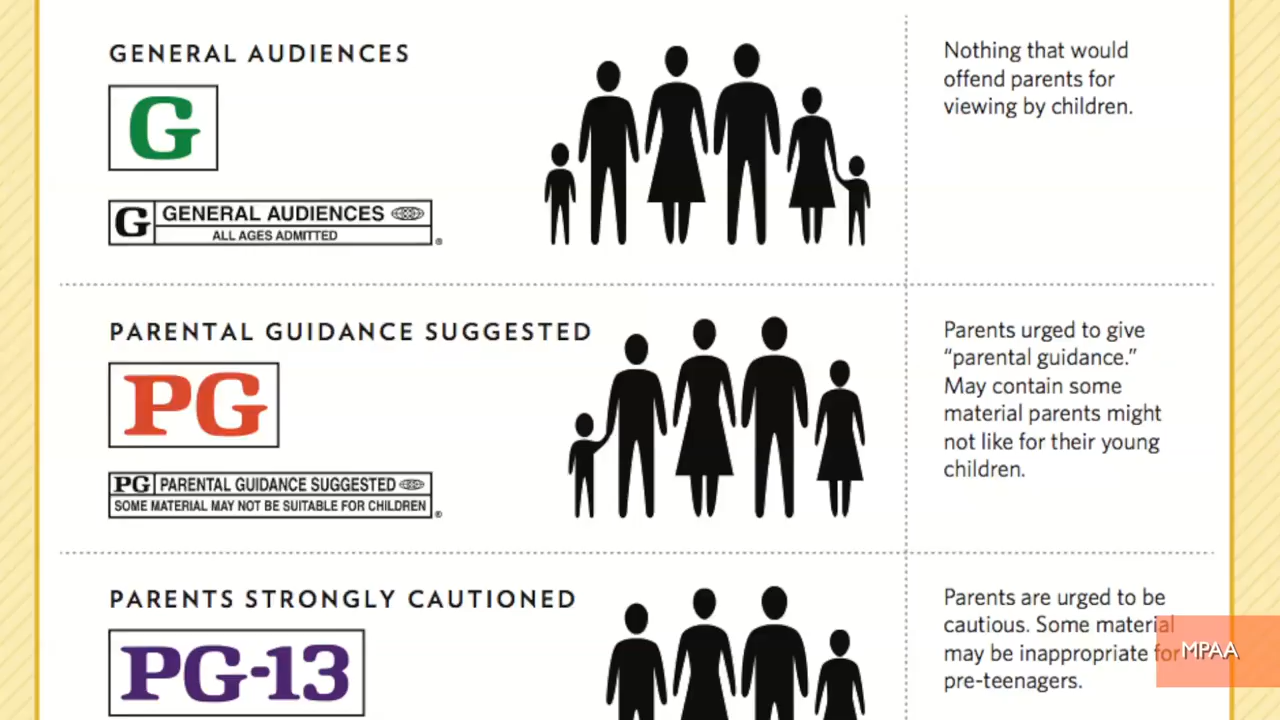 GENERAL AUDIENCES
G
G GENERAL AUDIENCES
ALL AGES ADMITTED
®
Nothing that would
offend parents for
viewing by children.
PARENTAL GUIDANCE SUGGESTED
PG
PG PARENTAL GUIDANCE SUGGESTED
SOME MATERIAL MAY NOT BE SUITABLE FOR CHILDREN
®
Parents urged to give
“parental guidance.”
May contain some
material parents might
not like for their young
children.
PARENTS STRONGLY CAUTIONED
PG-13
Parents are urged to be
cautious. Some material
may be inappropriate for
pre-teenagers.
MPAA